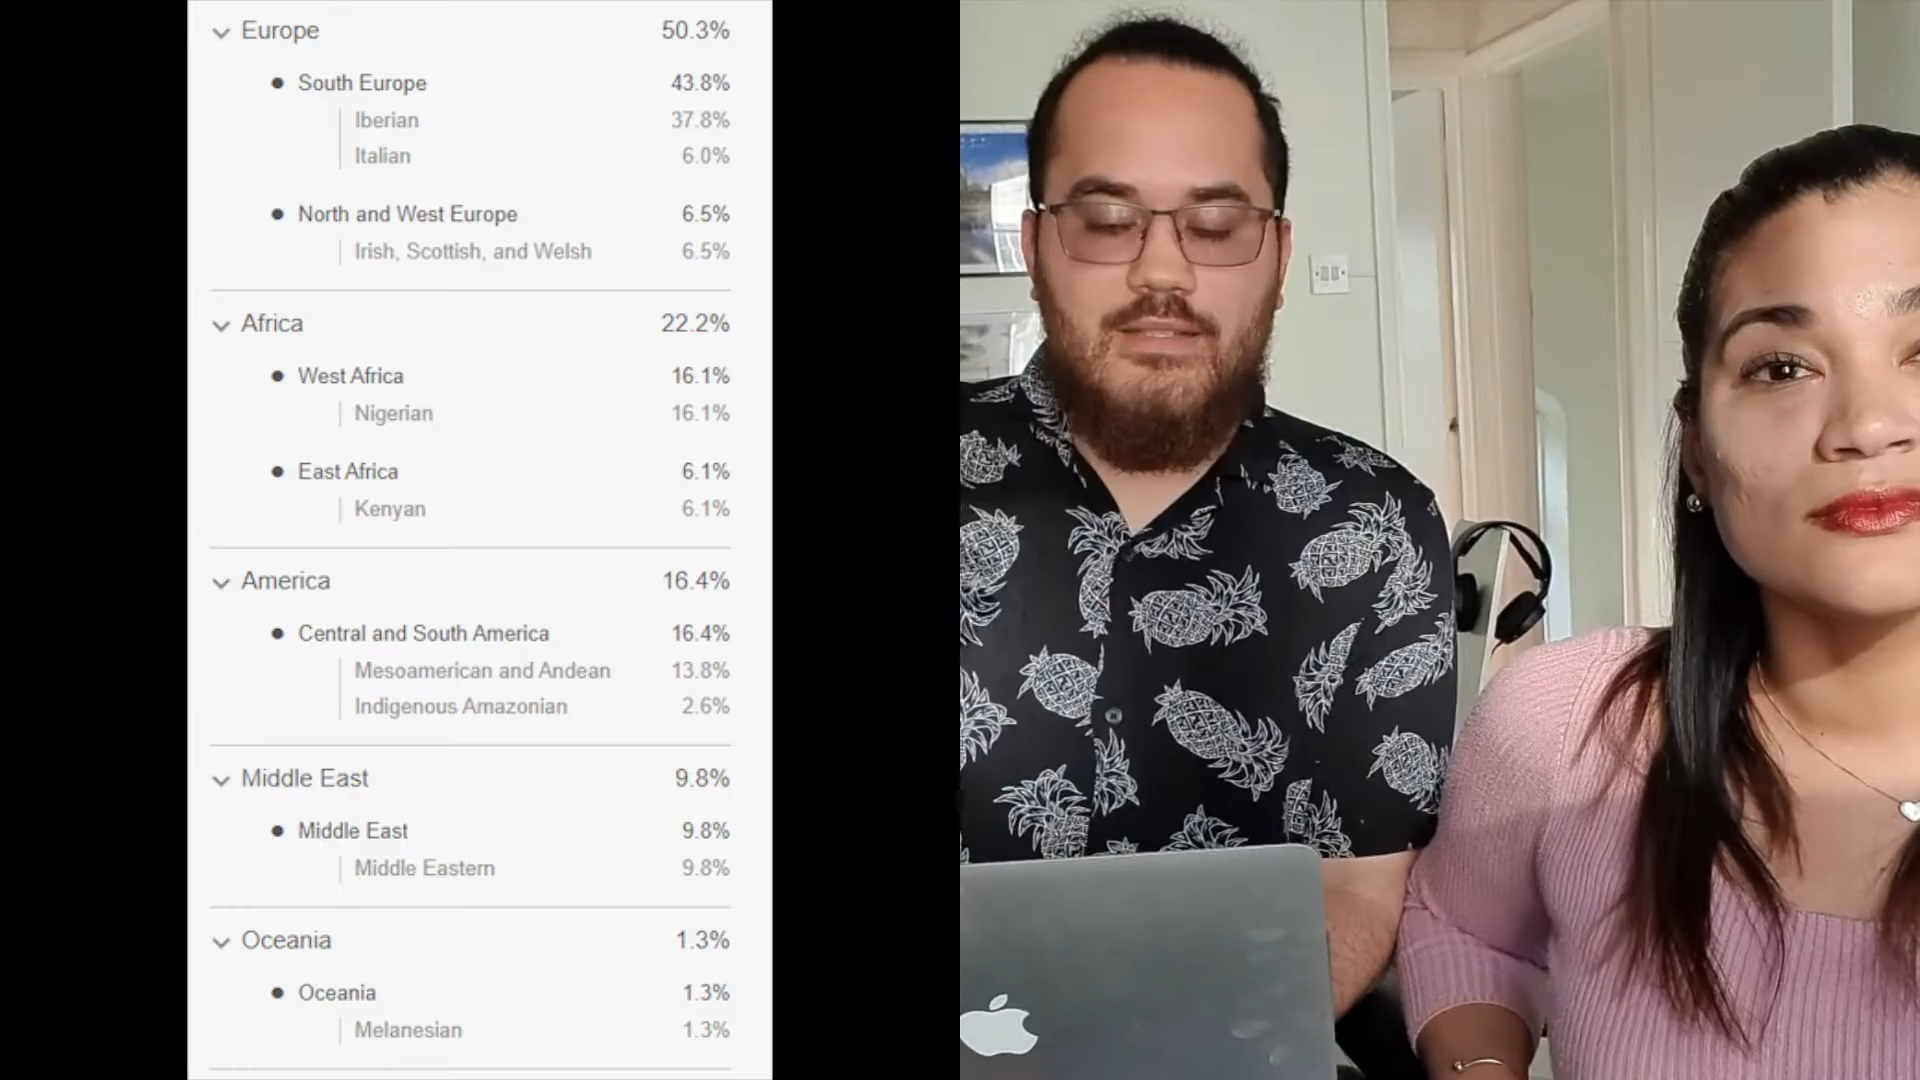 Europe 50.3%
South Europe 43.8%
Iberian 37.8%
Italian 6.0%
North and West Europe 6.5%
Irish, Scottish, and Welsh 6.5%
Africa 22.2%
West Africa 16.1%
Nigerian 16.1%
East Africa 6.1%
Kenyan 6.1%
America 16.4%
Central and South America 16.4%
Mesoamerican and Andean 13.8%
Indigenous Amazonian 2.6%
Middle East 9.8%
Middle East 9.8%
Middle Eastern 9.8%
Oceania 1.3%
Oceania 1.3%
Melanesian 1.3%